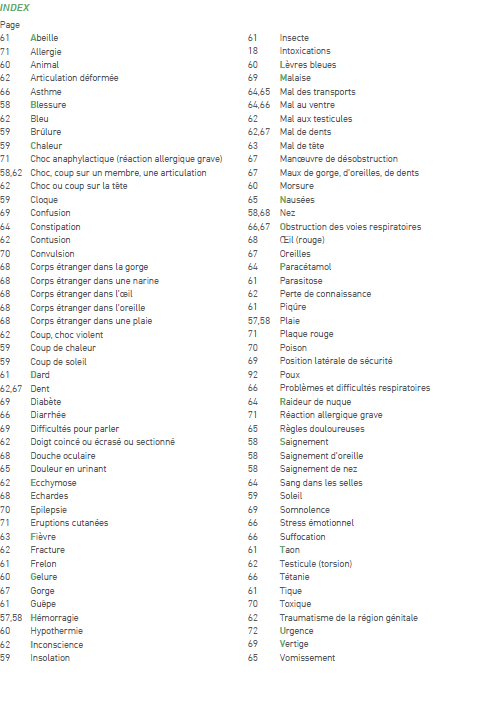 INDEX
Page
61 Abeille
71 Allergie
60 Animal
62 Articulation déformée
66 Asthme
58 Blessure
62 Bleu
59 Brûlure
59 Chaleur
71 Choc anaphylactique (réaction allergique grave)
58,62 Choc, coup sur un membre, une articulation
62 Choc ou coup sur la tête
59 Cloque
69 Confusion
64 Constipation
62 Contusion
70 Convulsion
68 Corps étranger dans la gorge
68 Corps étranger dans une narine
68 Corps étranger dans l'œil
68 Corps étranger dans l'oreille
68 Corps étranger dans une plaie
62 Coup, choc violent
59 Coup de chaleur
59 Coup de soleil
61 Dard
62,67 Dent
69 Diabète
66 Diarrhée
69 Difficultés pour parler
62 Doigt coincé ou écrasé ou sectionné
68 Douche oculaire
65 Douleur en urinant
62 Ecchymose
68 Echardes
70 Epilepsie
71 Eruptions cutanées
63 Fièvre
62 Fracture
61 Frelon
60 Gelure
67 Gorge
61 Guêpe
57,58 Hémorragie
60 Hypothermie
62 Inconscience
59 Insolation
61 Insecte
18 Intoxications
60 Lèvres bleues
69 Malaise
64,65 Mal des transports
64,66 Mal au ventre
62 Mal aux testicules
62,67 Mal de dents
63 Mal de tête
67 Manœuvre de désobstruction
67 Maux de gorge, d'oreilles, de dents
60 Morsure
65 Nausées
58,68 Nez
66,67 Obstruction des voies respiratoires
68 Œil (rouge)
67 Oreilles
64 Paracétamol
61 Parasitose
62 Perte de connaissance
61 Piqûre
57,58 Plaie
71 Plaque rouge
70 Poison
69 Position latérale de sécurité
92 Poux
66 Problèmes et difficultés respiratoires
64 Raideur de nuque
71 Réaction allergique grave
65 Règles douloureuses
58 Saignement
58 Saignement d'oreille
58 Saignement de nez
64 Sang dans les selles
59 Soleil
69 Somnolence
66 Stress émotionnel
66 Suffocation
61 Taon
62 Testicule (torsion)
66 Tétanie
61 Tique
70 Toxique
62 Traumatisme de la région génitale
72 Urgence
69 Vertige
65 Vomissement